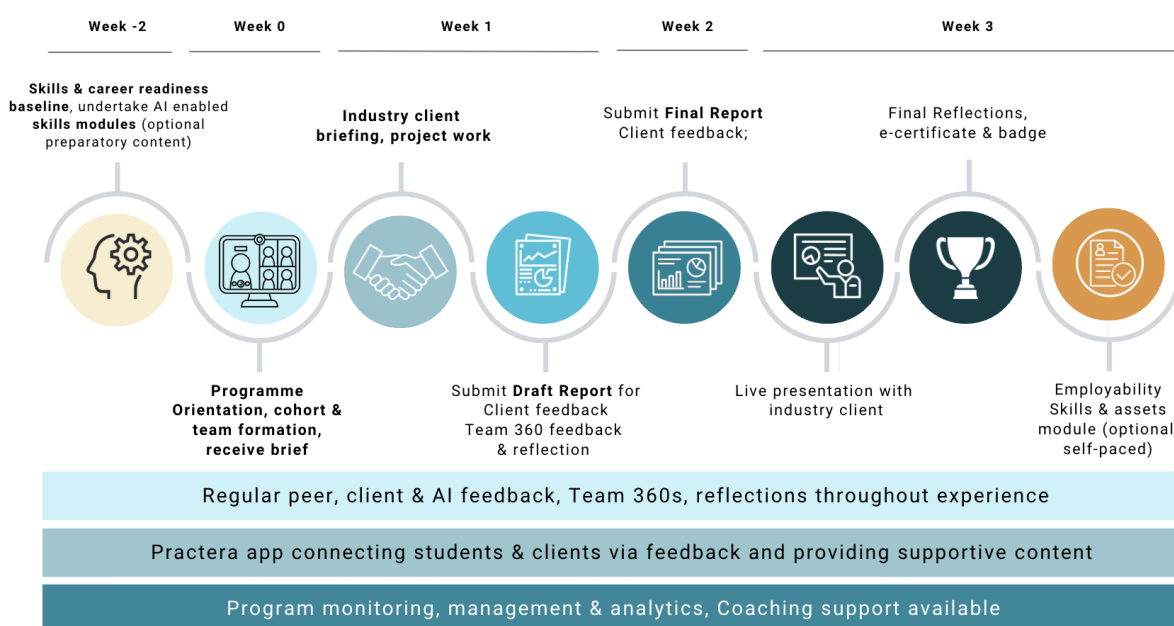 Week -2
Week 0
Week 1
Week 2
Week 3
Skills & career readiness
baseline, undertake AI enabled
skills modules (optional
preparatory content)
Industry client
briefing, project work
Submit Final Report
Client feedback;
Final Reflections,
e-certificate & badge
Programme
Orientation, cohort &
team formation,
receive brief
Submit Draft Report for
Client feedback
Team 360 feedback
& reflection
Live presentation with
industry client
Employability
Skills & assets
module (optional
self-paced)
Regular peer, client & AI feedback, Team 360s, reflections throughout experience
Practera app connecting students & clients via feedback and providing supportive content
Program monitoring, management & analytics, Coaching support available